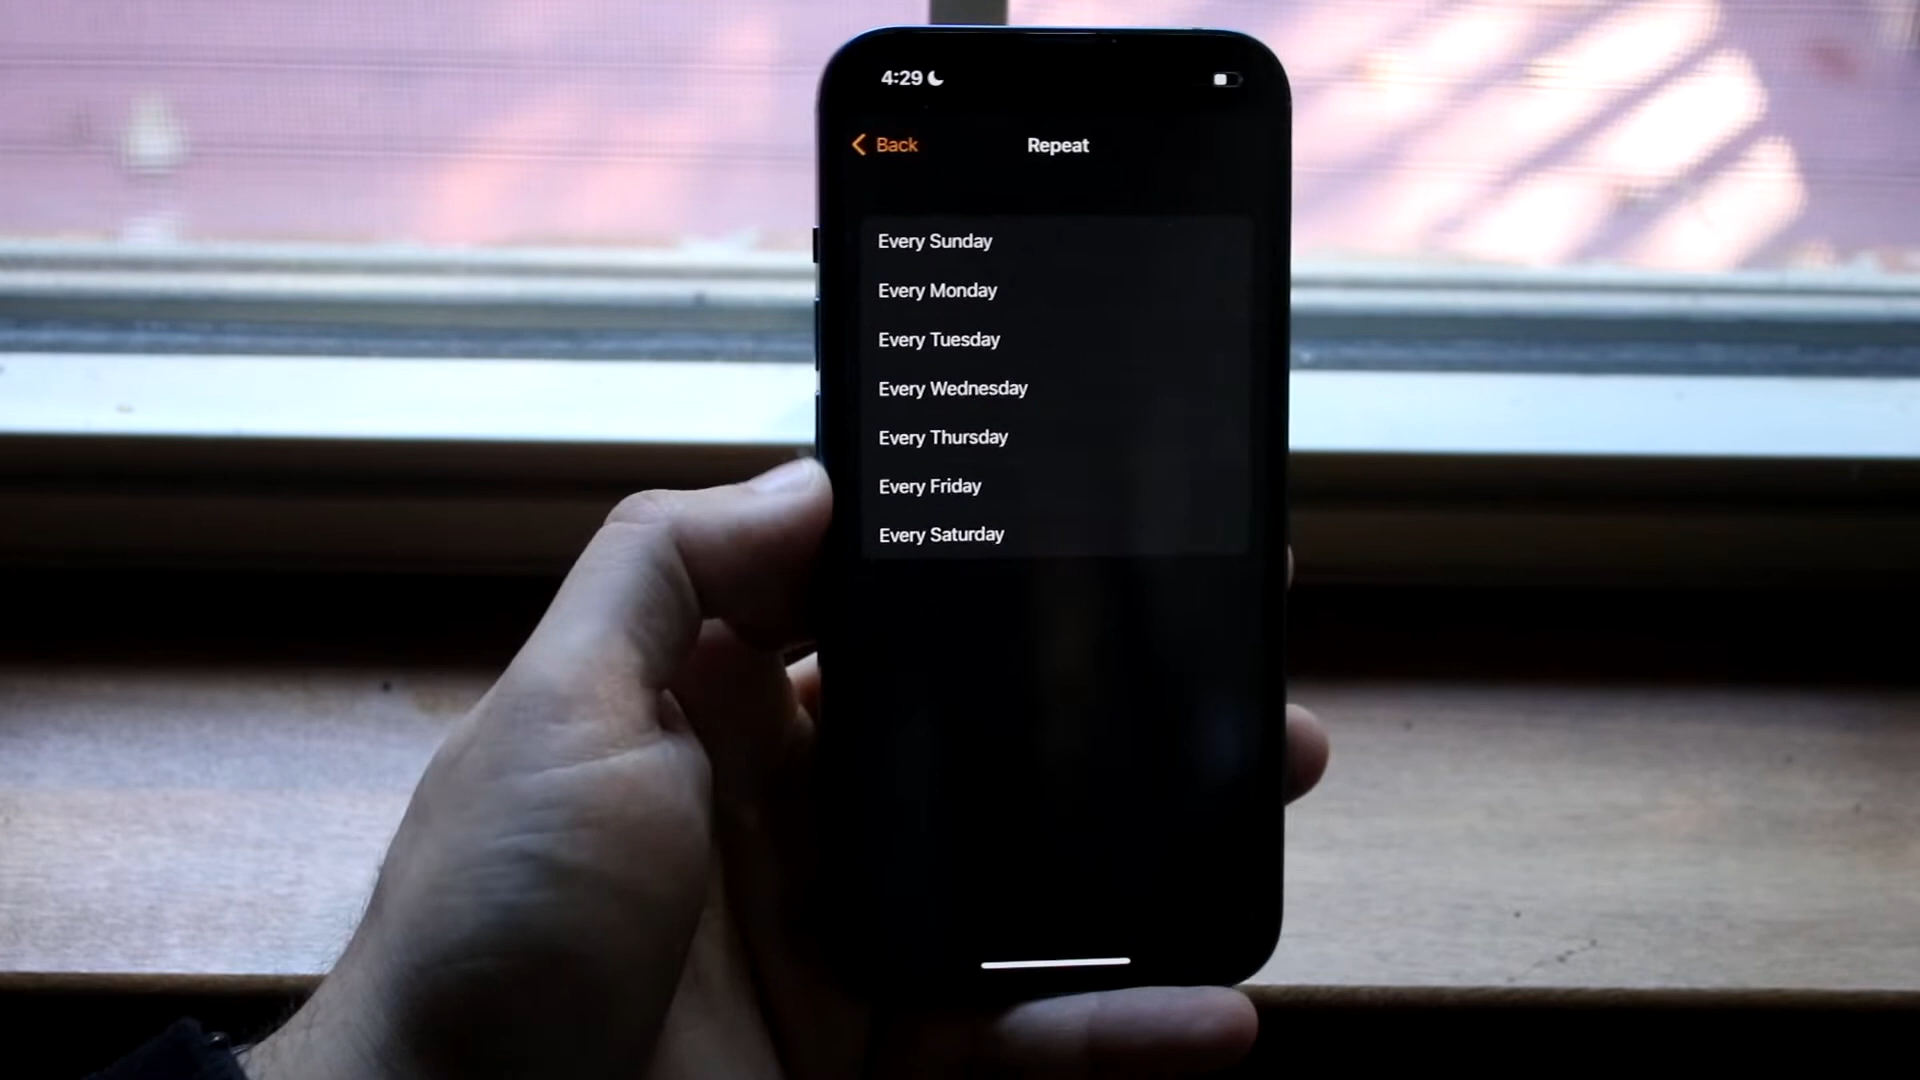 4:29
Back
Repeat
Every Sunday
Every Monday
Every Tuesday
Every Wednesday
Every Thursday
Every Friday
Every Saturday